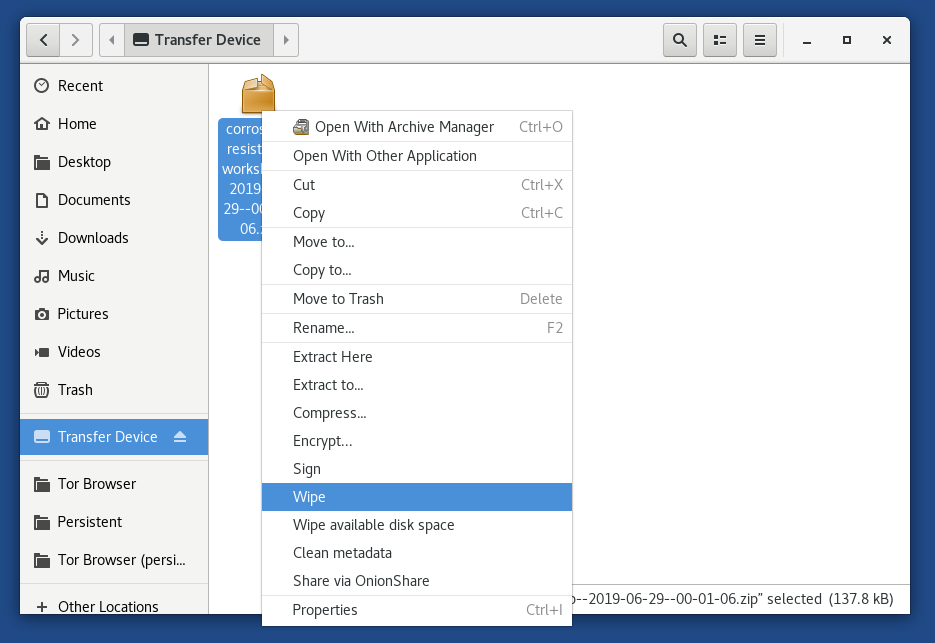 Transfer Device
Recent
Home
Desktop
Documents
Downloads
Music
Pictures
Videos
Trash
Transfer Device
Tor Browser
Persistent
Tor Browser (persi...
Other Locations
corros
resist
works
2019
29--00
06.z
Open With Archive Manager Ctrl+O
Open With Other Application
Cut Ctrl+X
Copy Ctrl+C
Move to...
Copy to...
Move to Trash Delete
Rename... F2
Extract Here
Extract to...
Compress...
Encrypt...
Sign
Wipe
Wipe available disk space
Clean metadata
Share via OnionShare
Properties Ctrl+I
--2019-06-29--00-01-06.zip” selected (137.8 kB)